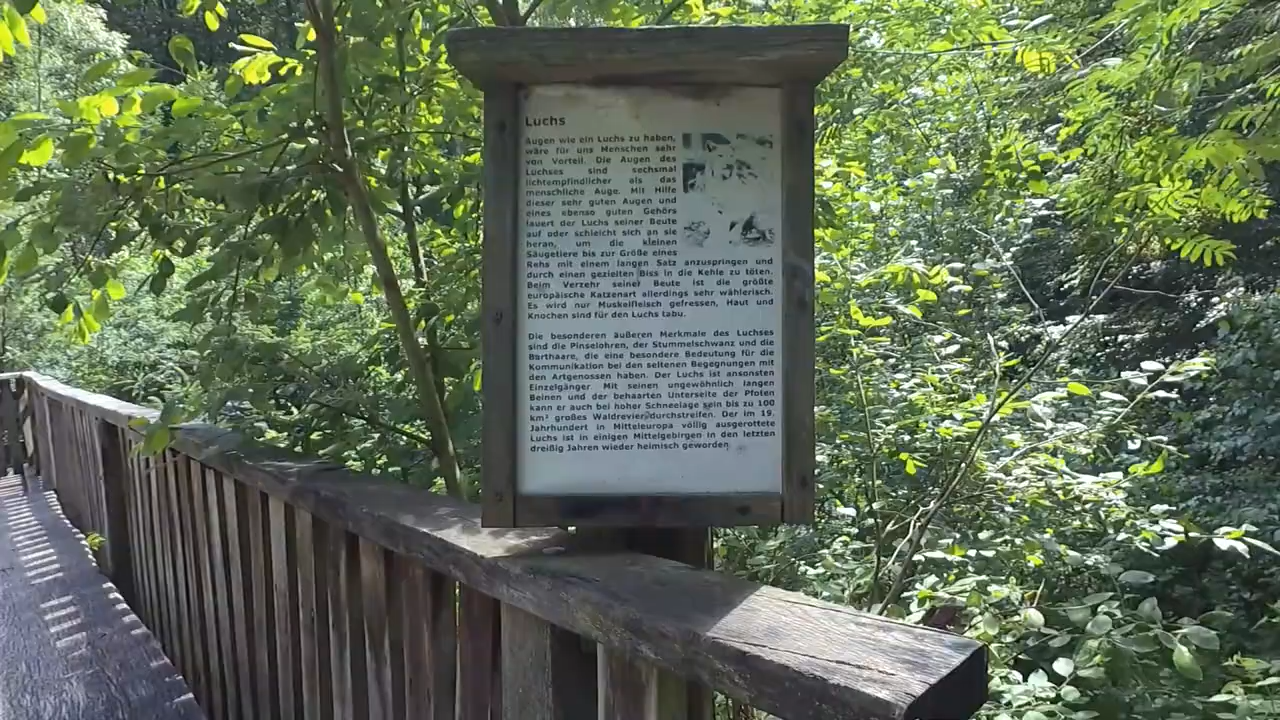 Luchs
Augen wie ein Luchs zu haben,
wäre für uns Menschen sehr
von Vorteil. Die Augen des
Luchses sind sechsmal
lichtempfindlicher als das
menschliche Auge. Mit Hilfe
dieser sehr guten Augen und
eines ebenso guten Gehörs
lauert der Luchs seiner Beute
auf oder schleicht sich an sie
heran, um die kleinen
Säugetiere bis zur Größe eines
Rehs mit einem langen Satz anzuspringen und
durch einen gezielten Biss in die Kehle zu töten.
Beim Verzehr seiner Beute ist die größte
europäische Katzenart allerdings sehr wählerisch.
Es wird nur Muskelfleisch gefressen, Haut und
Knochen sind für den Luchs tabu.
Die besonderen äußeren Merkmale des Luchses
sind die Pinselohren, der Stummelschwanz und die
Barthaare, die eine besondere Bedeutung für die
Kommunikation bei den seltenen Begegnungen mit
den Artgenossen haben. Der Luchs ist ansonsten
Einzelgänger. Mit seinen ungewöhnlich langen
Beinen und der behaarten Unterseite der Pfoten
kann er auch bei hoher Schneelage sein bis zu 100
km² großes Waldrevier durchstreifen. Der im 19.
Jahrhundert in Mitteleuropa völlig ausgerottete
Luchs ist in einigen Mittelgebirgen in den letzten
dreißig Jahren wieder heimisch geworden.